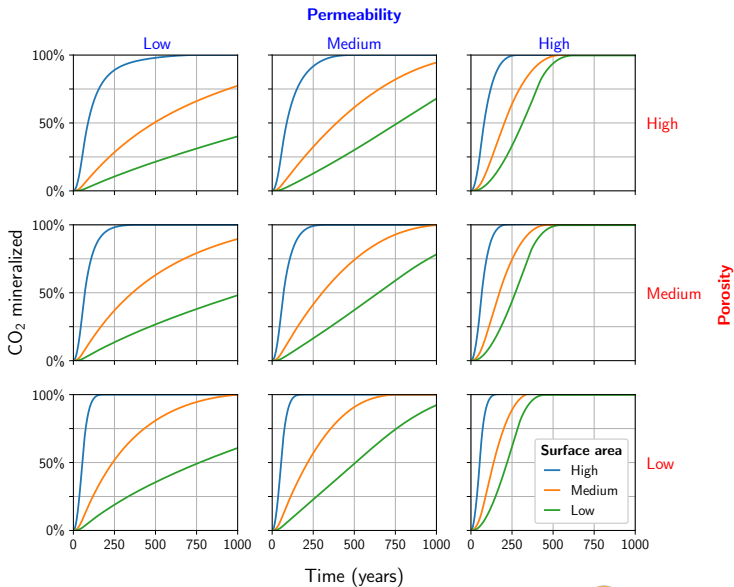 Permeability
Low Medium High
100%
50%
0%
High
100%
50%
0%
Medium
100%
50%
0%
Low
CO₂ mineralized
Porosity
Surface area
High
Medium
Low
0 250 500 750 1000 0 250 500 750 1000 0 250 500 750 1000
Time (years)